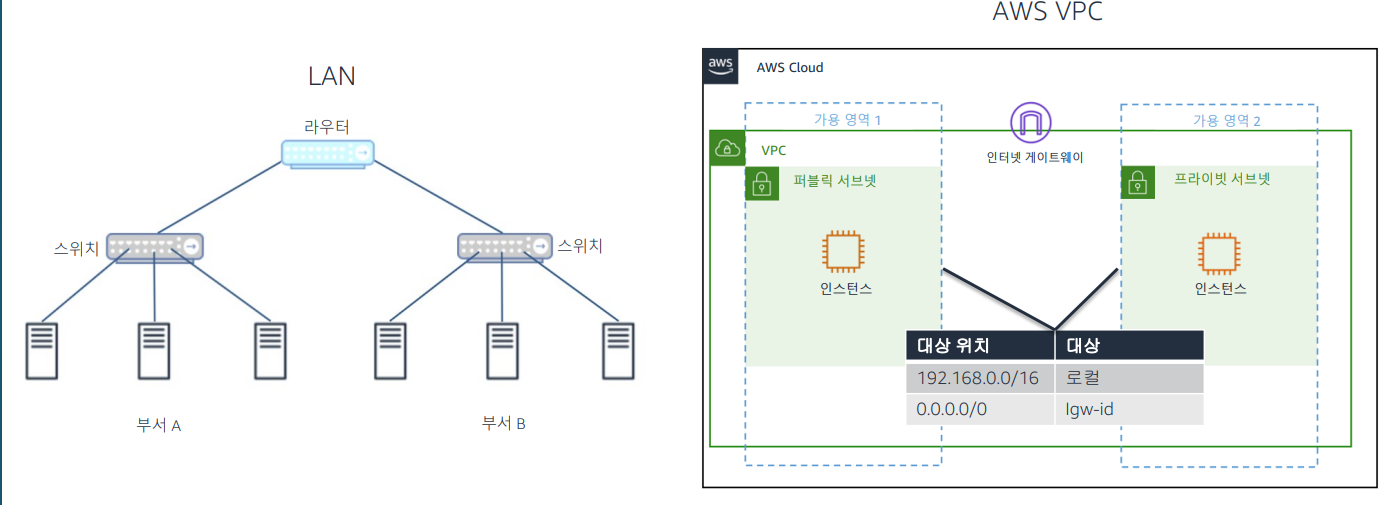 LAN
라우터
스위치
스위치
부서 A
부서 B
AWS VPC
aws
AWS Cloud
가용 영역 1
가용 영역 2
인터넷 게이트웨이
VPC
퍼블릭 서브넷
프라이빗 서브넷
인스턴스
인스턴스
대상 위치 대상
192.168.0.0/16 로컬
0.0.0.0/0 Igw-id